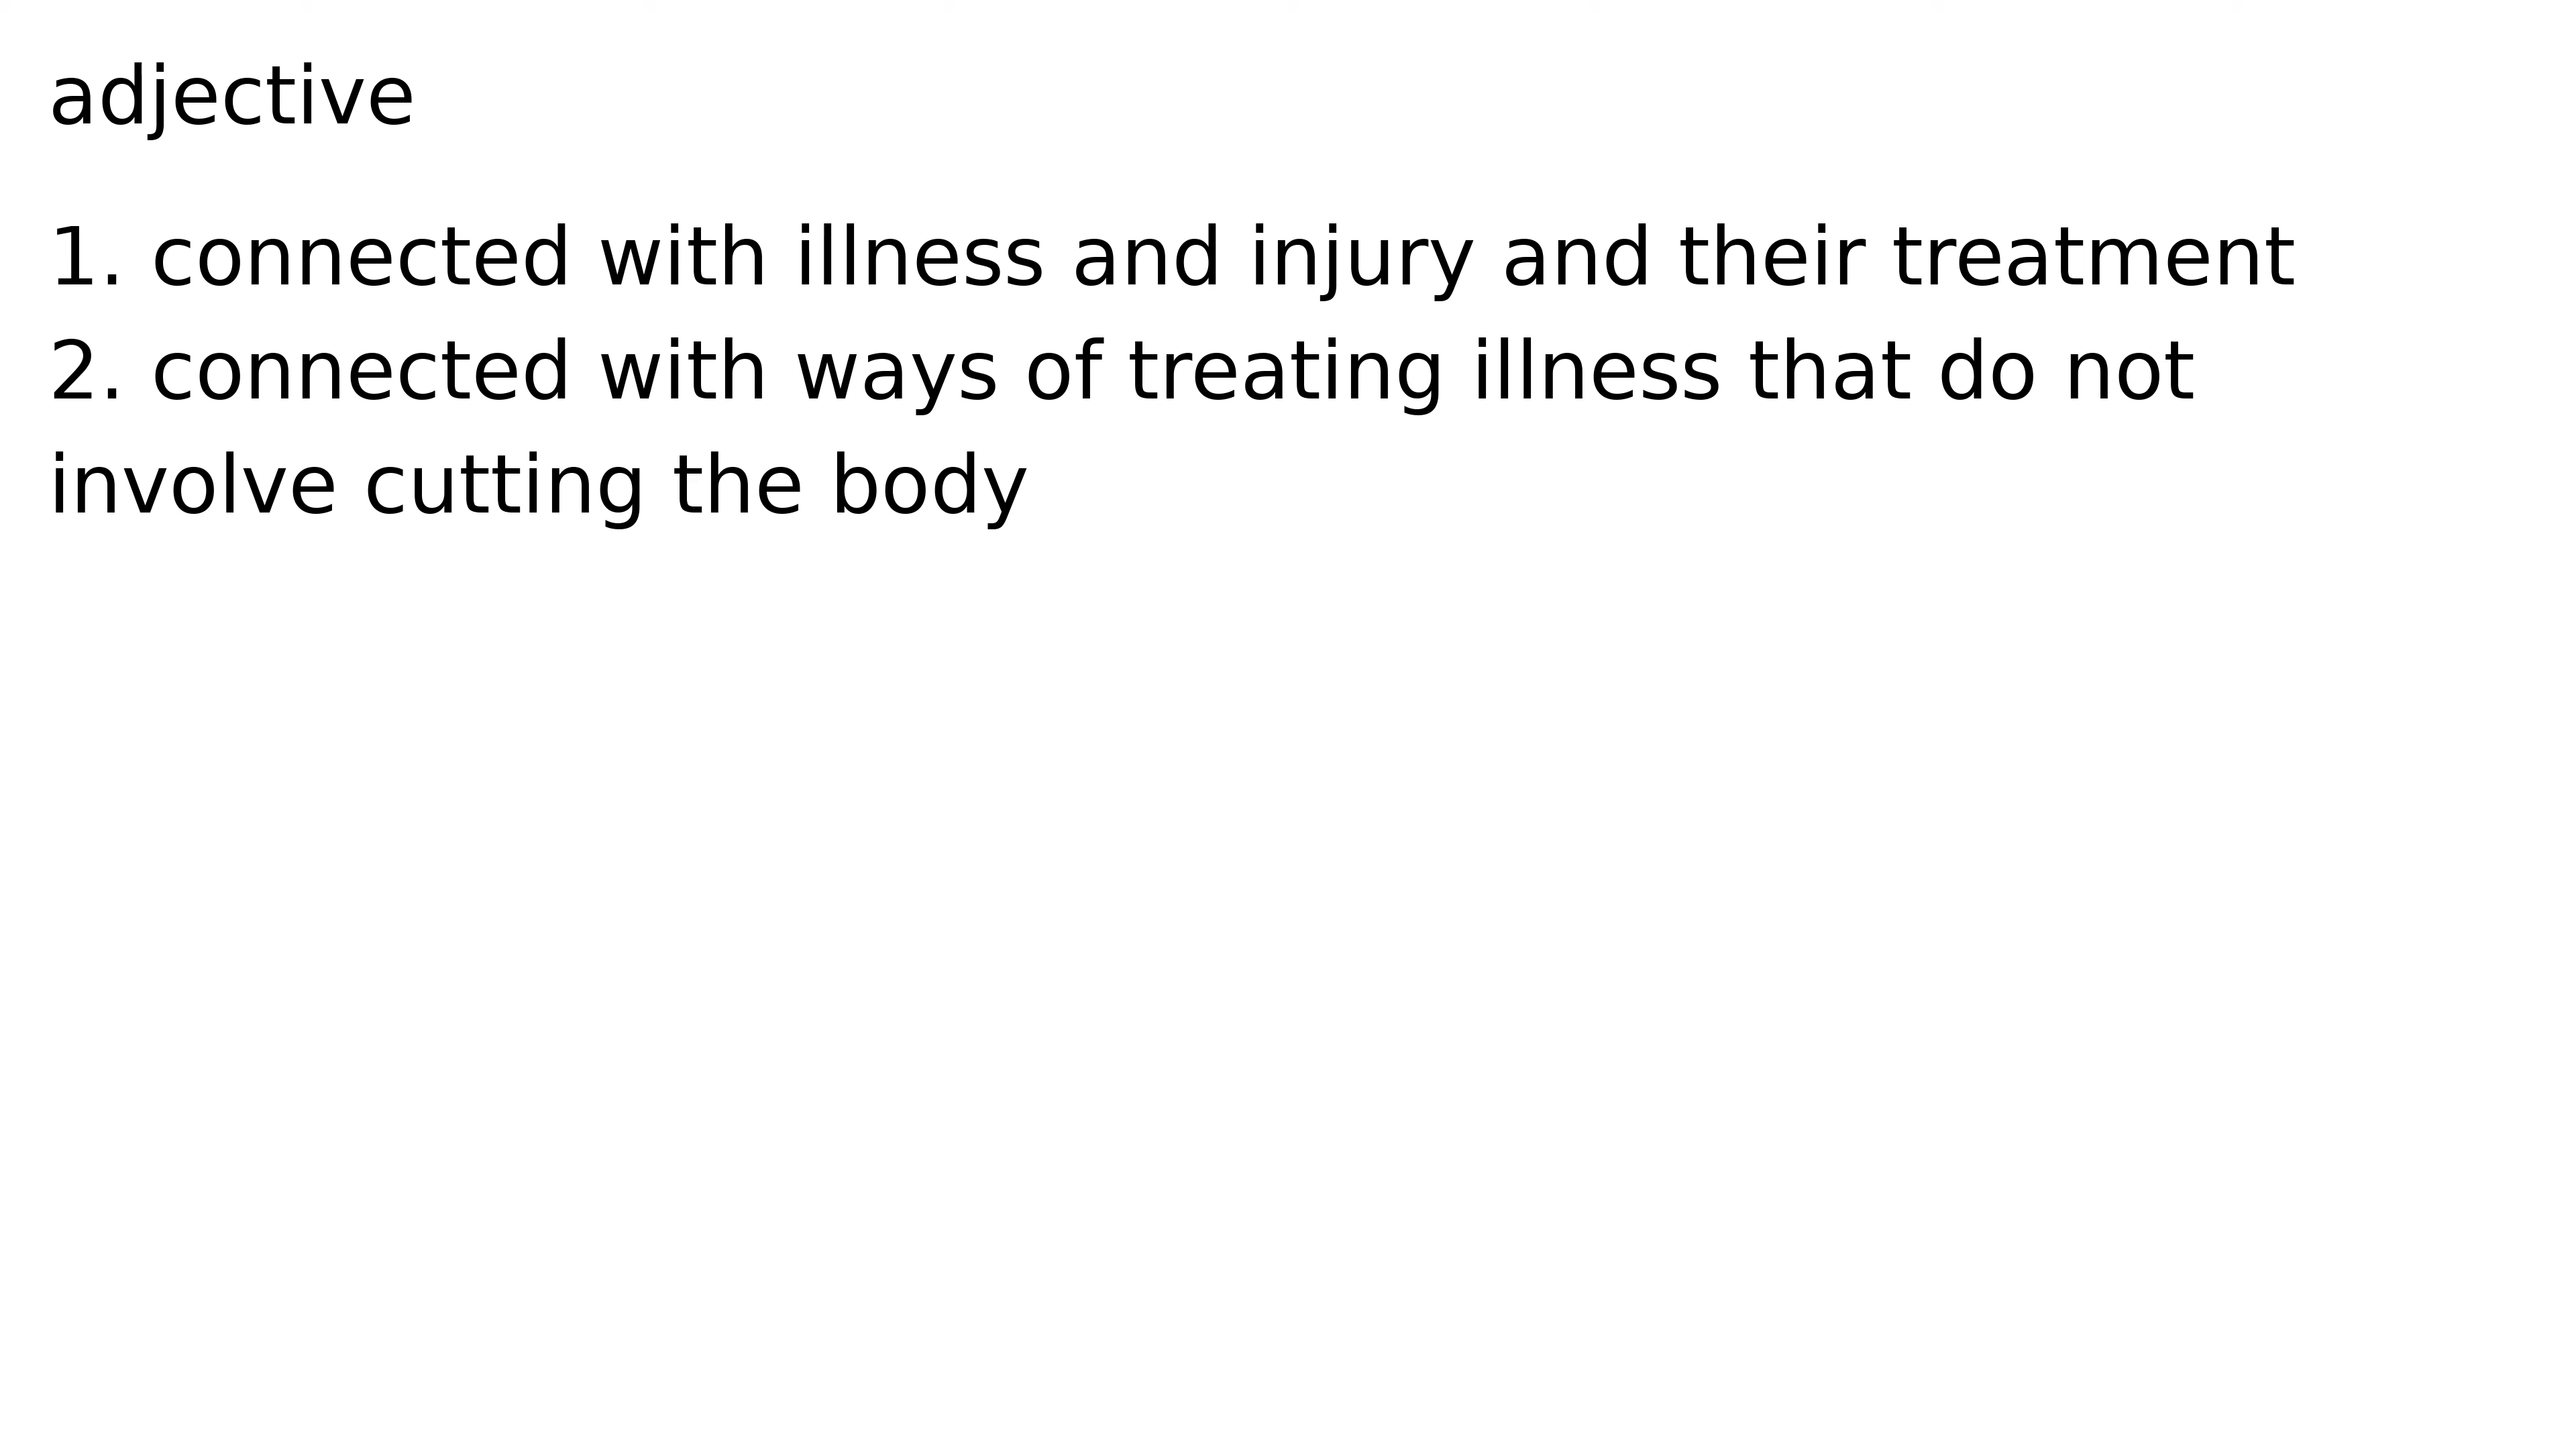 adjective
1. connected with illness and injury and their treatment
2. connected with ways of treating illness that do not
involve cutting the body